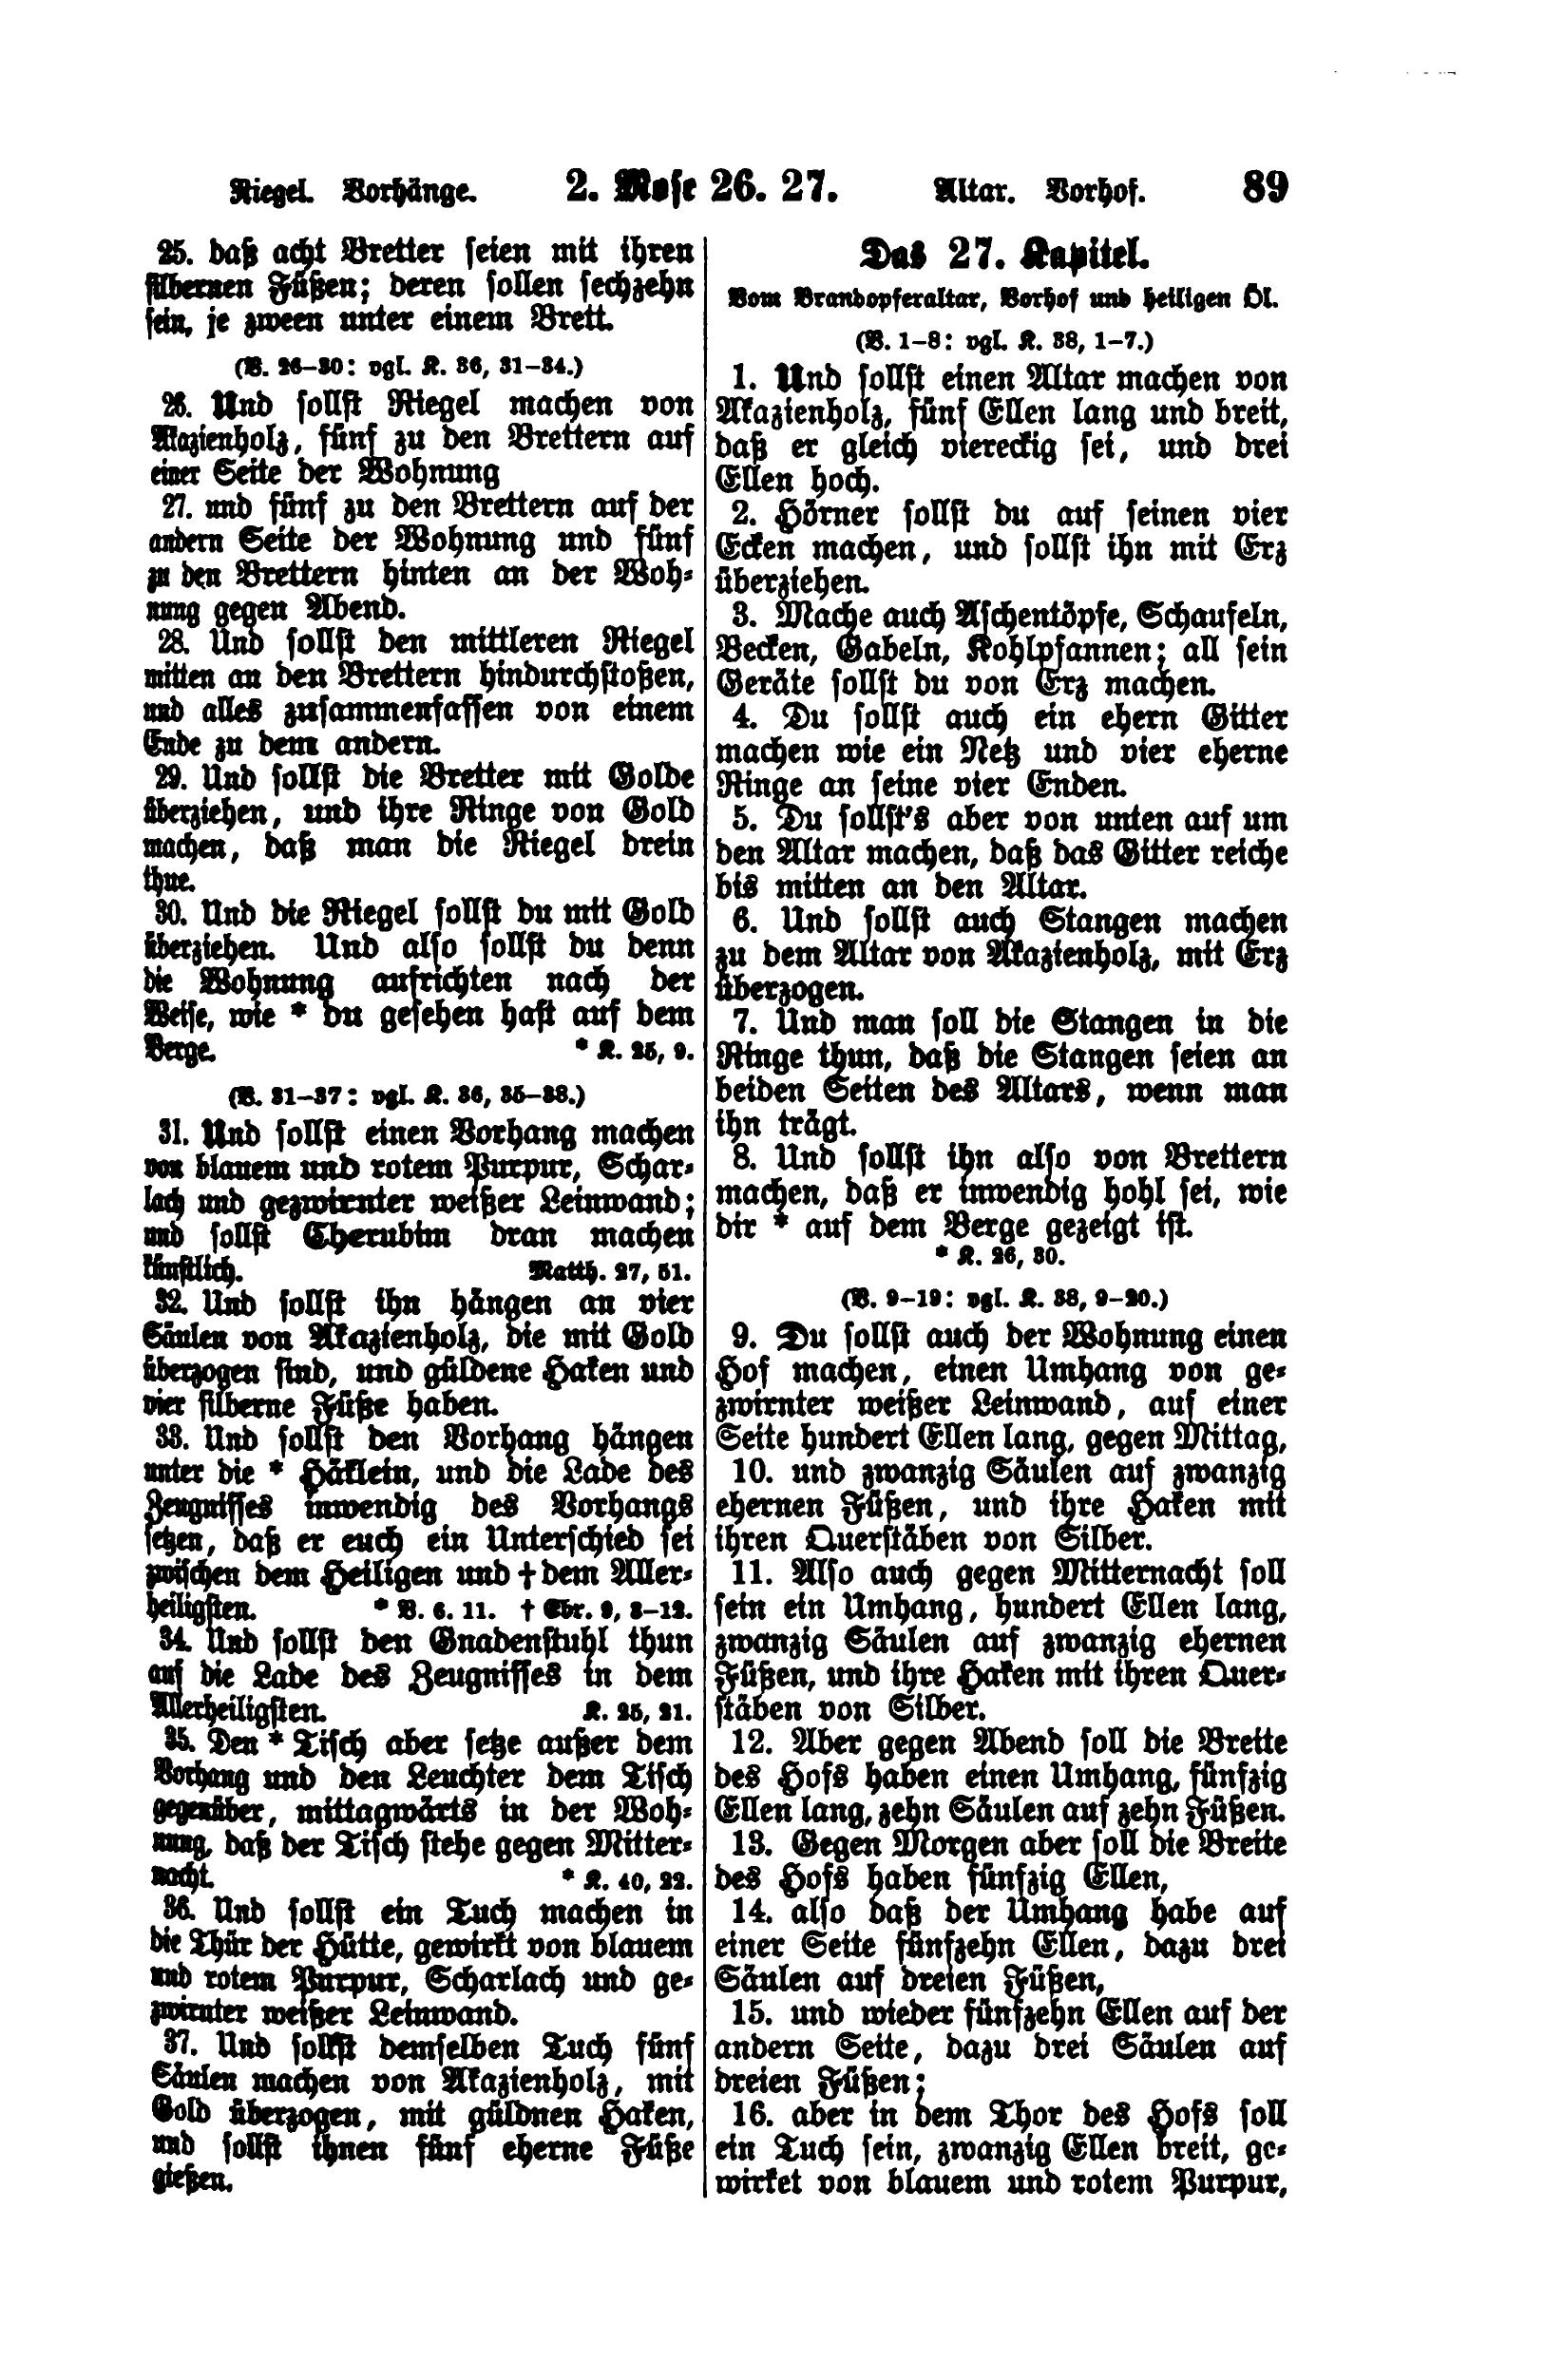 Riegel. Vorhänge. 2. Mose 26. 27. Altar. Vorhof. 89
25. daß acht Bretter seien mit ihren
silbernen Füßen; deren sollen sechzehn
sein, je zween unter einem Brett.
(V. 26–30: vgl. K. 36, 31–34.)
26. Und sollst Riegel machen von
Akazienholz, fünf zu den Brettern auf
einer Seite der Wohnung
27. und fünf zu den Brettern auf der
andern Seite der Wohnung und fünf
zu den Brettern hinten an der Woh-
nung gegen Abend.
28. Und sollst den mittleren Riegel
mitten an den Brettern hindurchstoßen,
und alles zusammenfassen von einem
Ende zu dem andern.
29. Und sollst die Bretter mit Golde
überziehen, und ihre Ringe von Gold
machen, daß man die Riegel drein
thue.
30. Und die Riegel sollst du mit Gold
überziehen. Und also sollst du denn
die Wohnung aufrichten nach der
Weise, wie * du gesehen hast auf dem
Berge. * K. 25, 9.
(V. 31–37: vgl. K. 36, 35–38.)
31. Und sollst einen Vorhang machen
von blauem und rotem Purpur, Schar-
lach und gezwirnter weißer Leinwand;
und sollst Cherubim dran machen
künstlich. Matth. 27, 51.
32. Und sollst ihn hängen an vier
Säulen von Akazienholz, die mit Gold
überzogen sind, und güldene Haken und
vier silberne Füße haben.
33. Und sollst den Vorhang hängen
unter die * Häklein, und die Lade des
Zeugnisses inwendig des Vorhangs
setzen, daß er euch ein Unterschied sei
zwischen dem Heiligen und † dem Aller-
heiligsten. * V. 6. 11. † Ebr. 9, 3–12.
34. Und sollst den Gnadenstuhl thun
auf die Lade des Zeugnisses in dem
Allerheiligsten. K. 25, 21.
35. Den * Tisch aber setze außer dem
Vorhang und den Leuchter dem Tisch
gegenüber, mittagwärts in der Woh-
nung, daß der Tisch stehe gegen Mitter-
nacht. * K. 40, 22.
36. Und sollst ein Tuch machen in
die Thür der Hütte, gewirkt von blauem
und rotem Purpur, Scharlach und ge-
zwirnter weißer Leinwand.
37. Und sollst demselben Tuch fünf
Säulen machen von Akazienholz, mit
Gold überzogen, mit güldnen Haken,
und sollst ihnen fünf eherne Füße
gießen.
Das 27. Kapitel.
Vom Brandopferaltar, Vorhof und heiligen Öl.
(V. 1–8: vgl. K. 38, 1–7.)
1. Und sollst einen Altar machen von
Akazienholz, fünf Ellen lang und breit,
daß er gleich viereckig sei, und drei
Ellen hoch.
2. Hörner sollst du auf seinen vier
Ecken machen, und sollst ihn mit Erz
überziehen.
3. Mache auch Aschentöpfe, Schaufeln,
Becken, Gabeln, Kohlpfannen; all sein
Geräte sollst du von Erz machen.
4. Du sollst auch ein ehern Gitter
machen wie ein Netz und vier eherne
Ringe an seine vier Enden.
5. Du sollst's aber von unten auf um
den Altar machen, daß das Gitter reiche
bis mitten an den Altar.
6. Und sollst auch Stangen machen
zu dem Altar von Akazienholz, mit Erz
überzogen.
7. Und man soll die Stangen in die
Ringe thun, daß die Stangen seien an
beiden Seiten des Altars, wenn man
ihn trägt.
8. Und sollst ihn also von Brettern
machen, daß er inwendig hohl sei, wie
dir * auf dem Berge gezeigt ist.
* K. 26, 30.
(V. 9–19: vgl. K. 38, 9–20.)
9. Du sollst auch der Wohnung einen
Hof machen, einen Umhang von ge-
zwirnter weißer Leinwand, auf einer
Seite hundert Ellen lang, gegen Mittag,
10. und zwanzig Säulen auf zwanzig
ehernen Füßen, und ihre Haken mit
ihren Querstäben von Silber.
11. Also auch gegen Mitternacht soll
sein ein Umhang, hundert Ellen lang,
zwanzig Säulen auf zwanzig ehernen
Füßen, und ihre Haken mit ihren Quer-
stäben von Silber.
12. Aber gegen Abend soll die Breite
des Hofs haben einen Umhang, fünfzig
Ellen lang, zehn Säulen auf zehn Füßen.
13. Gegen Morgen aber soll die Breite
des Hofs haben fünfzig Ellen,
14. also daß der Umhang habe auf
einer Seite fünfzehn Ellen, dazu drei
Säulen auf dreien Füßen,
15. und wieder fünfzehn Ellen auf der
andern Seite, dazu drei Säulen auf
dreien Füßen;
16. aber in dem Thor des Hofs soll
ein Tuch sein, zwanzig Ellen breit, ge-
wirket von blauem und rotem Purpur,